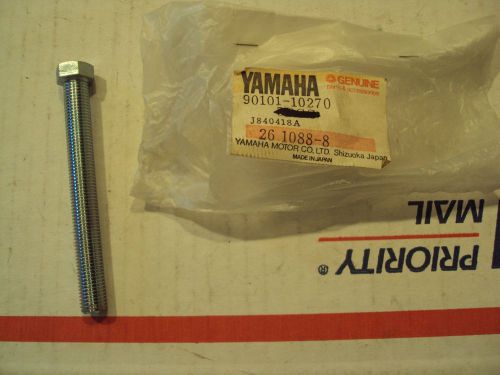 YAMAHA GENUINE
parts & accessories
90101-10270
J840418A
26 1088-8
YAMAHA MOTOR CO., LTD. Shizuoka Japan
MADE IN JAPAN
PRIORITY®
MAIL